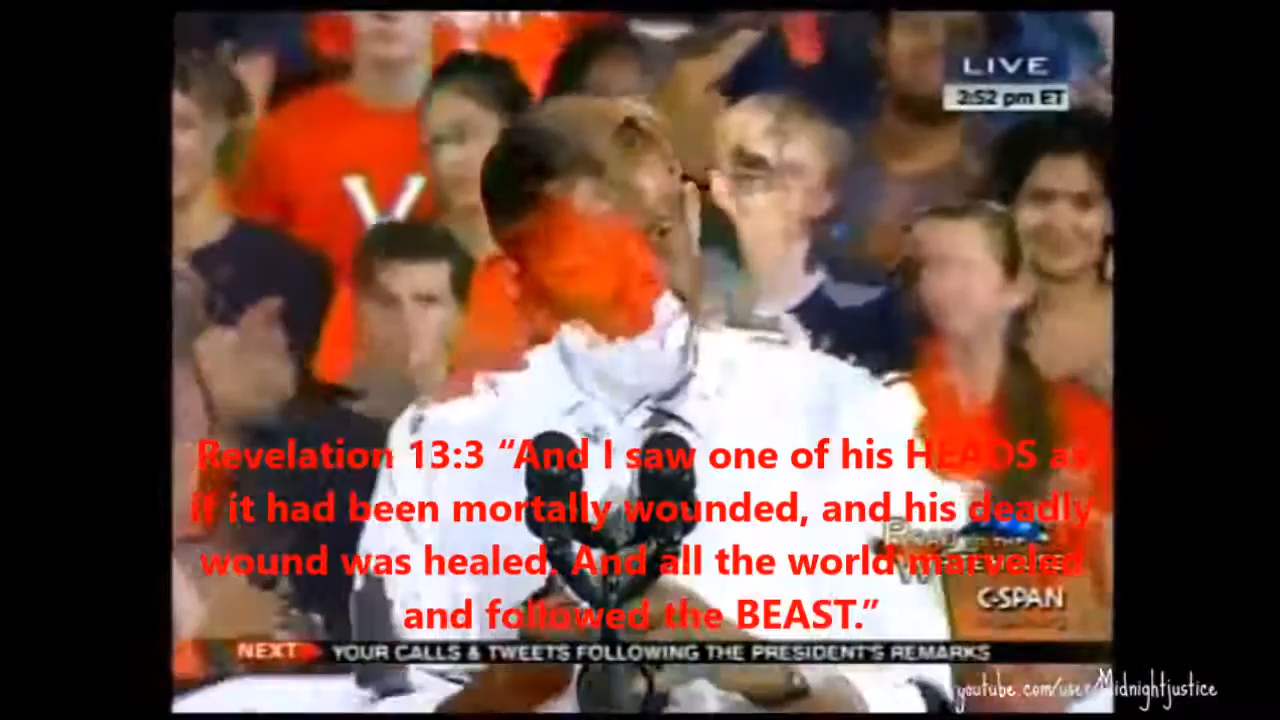 LIVE
2:52 pm ET
Revelation 13:3 “And I saw one of his HEADS as
if it had been mortally wounded, and his deadly
wound was healed. And all the world marveled
and followed the BEAST.”
C-SPAN
NEXT YOUR CALLS & TWEETS FOLLOWING THE PRESIDENT'S REMARKS
youtube.com/user/Midnightjustice